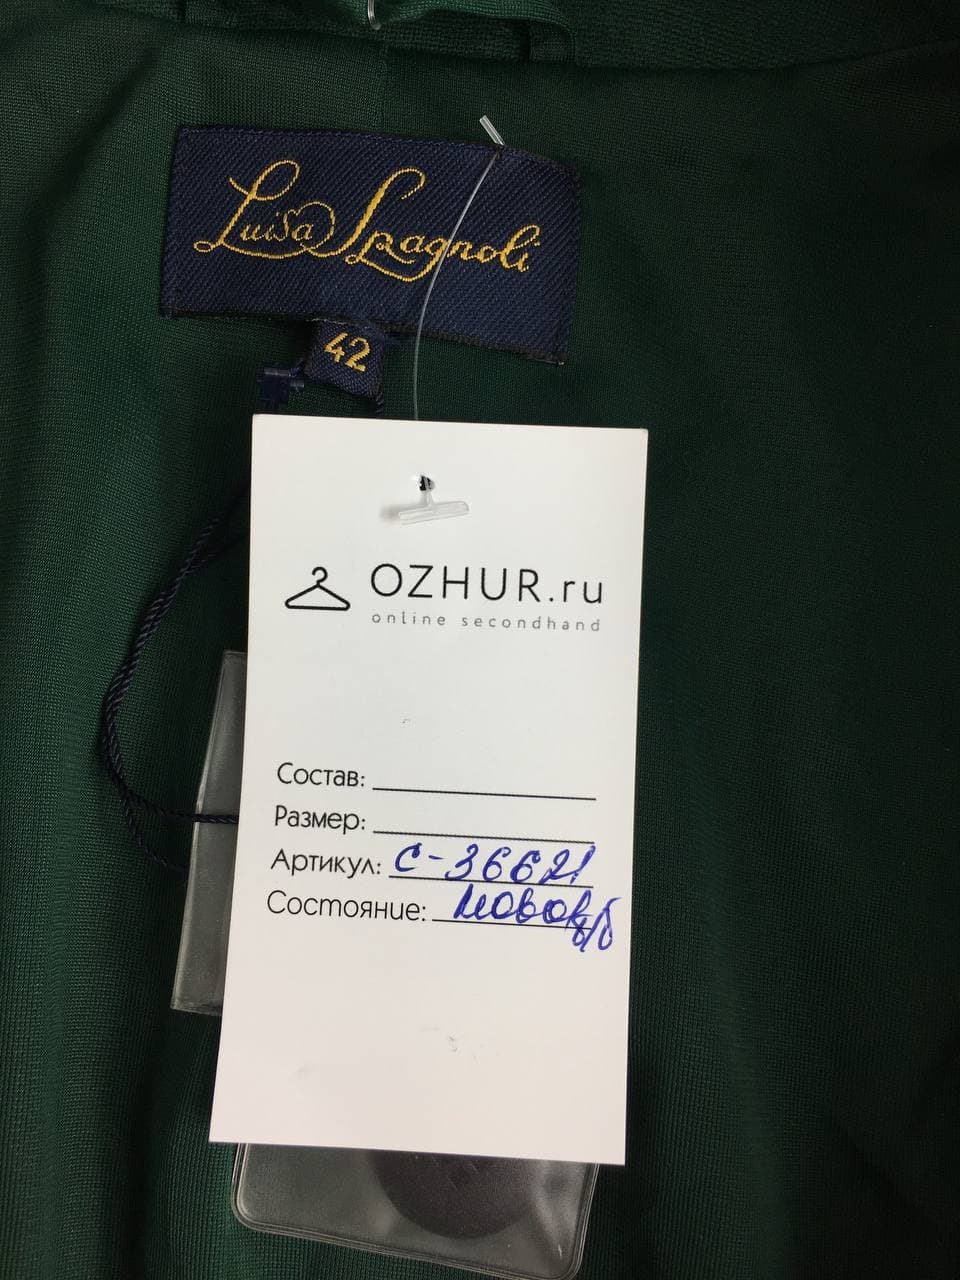 Luisa Spagnoli
42
OZHUR.ru
online secondhand
Состав:
Размер:
Артикул: С-36621
Состояние: новое б/б